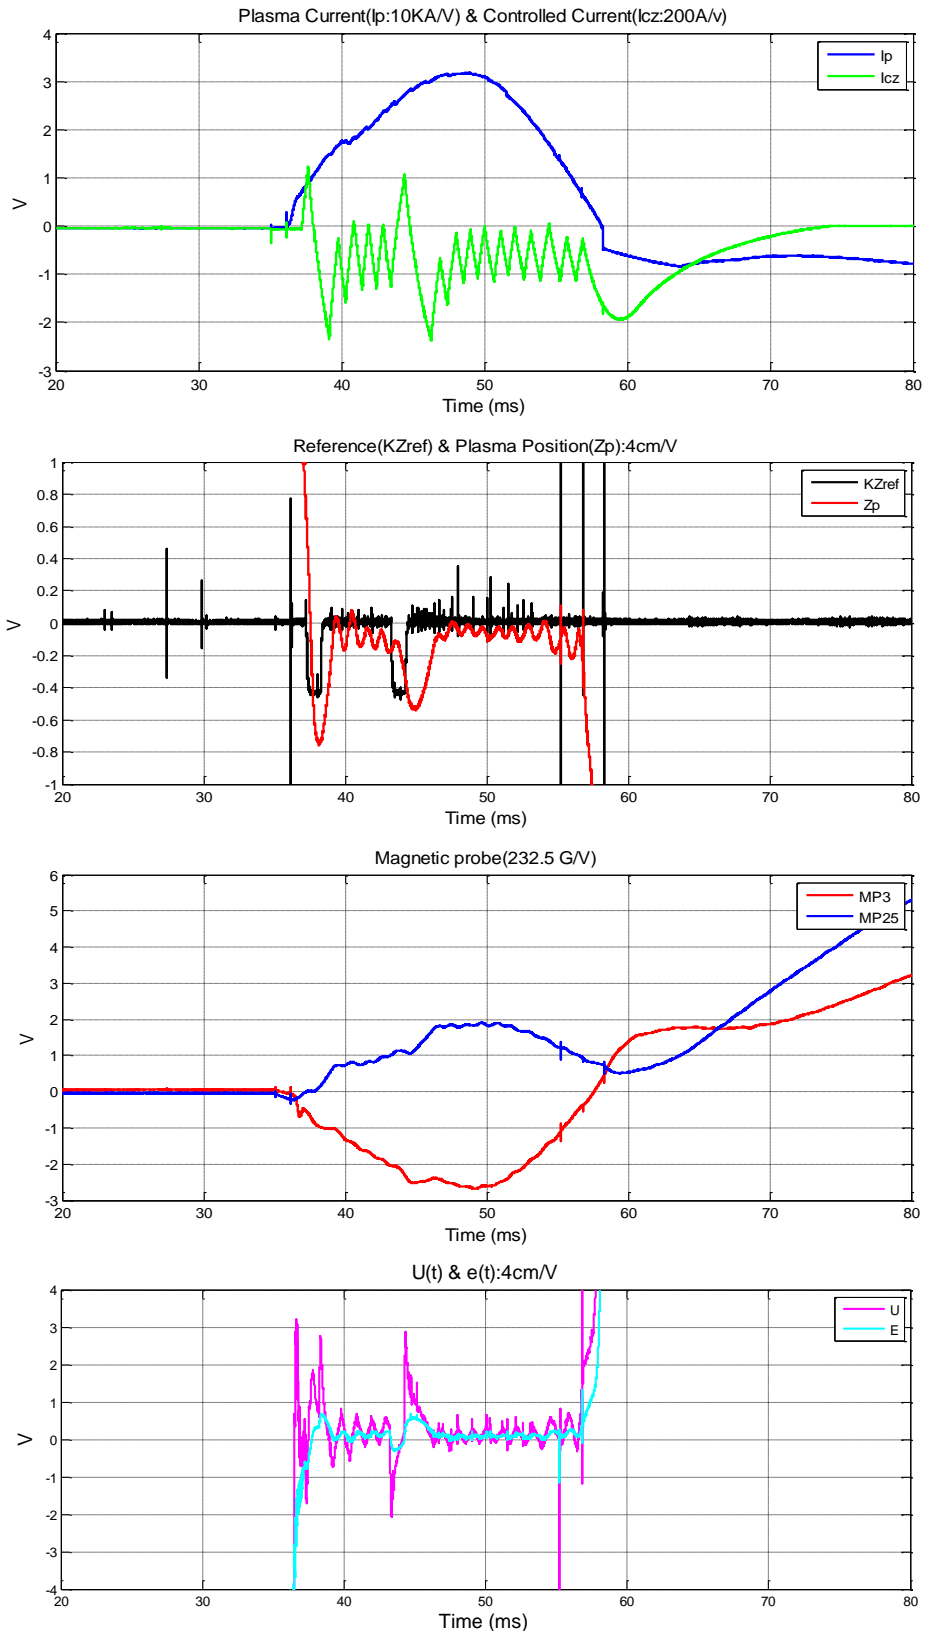 Plasma Current(Ip:10KA/V) & Controlled Current(Icz:200A/v)
4
3
2
1
0
-1
-2
-3
V
Ip
Icz
20 30 40 50 60 70 80
Time (ms)
Reference(KZref) & Plasma Position(Zp):4cm/V
1
0.8
0.6
0.4
0.2
0
-0.2
-0.4
-0.6
-0.8
-1
V
KZref
Zp
20 30 40 50 60 70 80
Time (ms)
Magnetic probe(232.5 G/V)
6
5
4
3
2
1
0
-1
-2
-3
V
MP3
MP25
20 30 40 50 60 70 80
Time (ms)
U(t) & e(t):4cm/V
4
3
2
1
0
-1
-2
-3
-4
V
U
E
20 30 40 50 60 70 80
Time (ms)